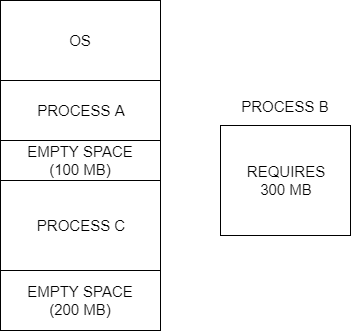 OS
PROCESS A
EMPTY SPACE
(100 MB)
PROCESS C
EMPTY SPACE
(200 MB)
PROCESS B
REQUIRES
300 MB